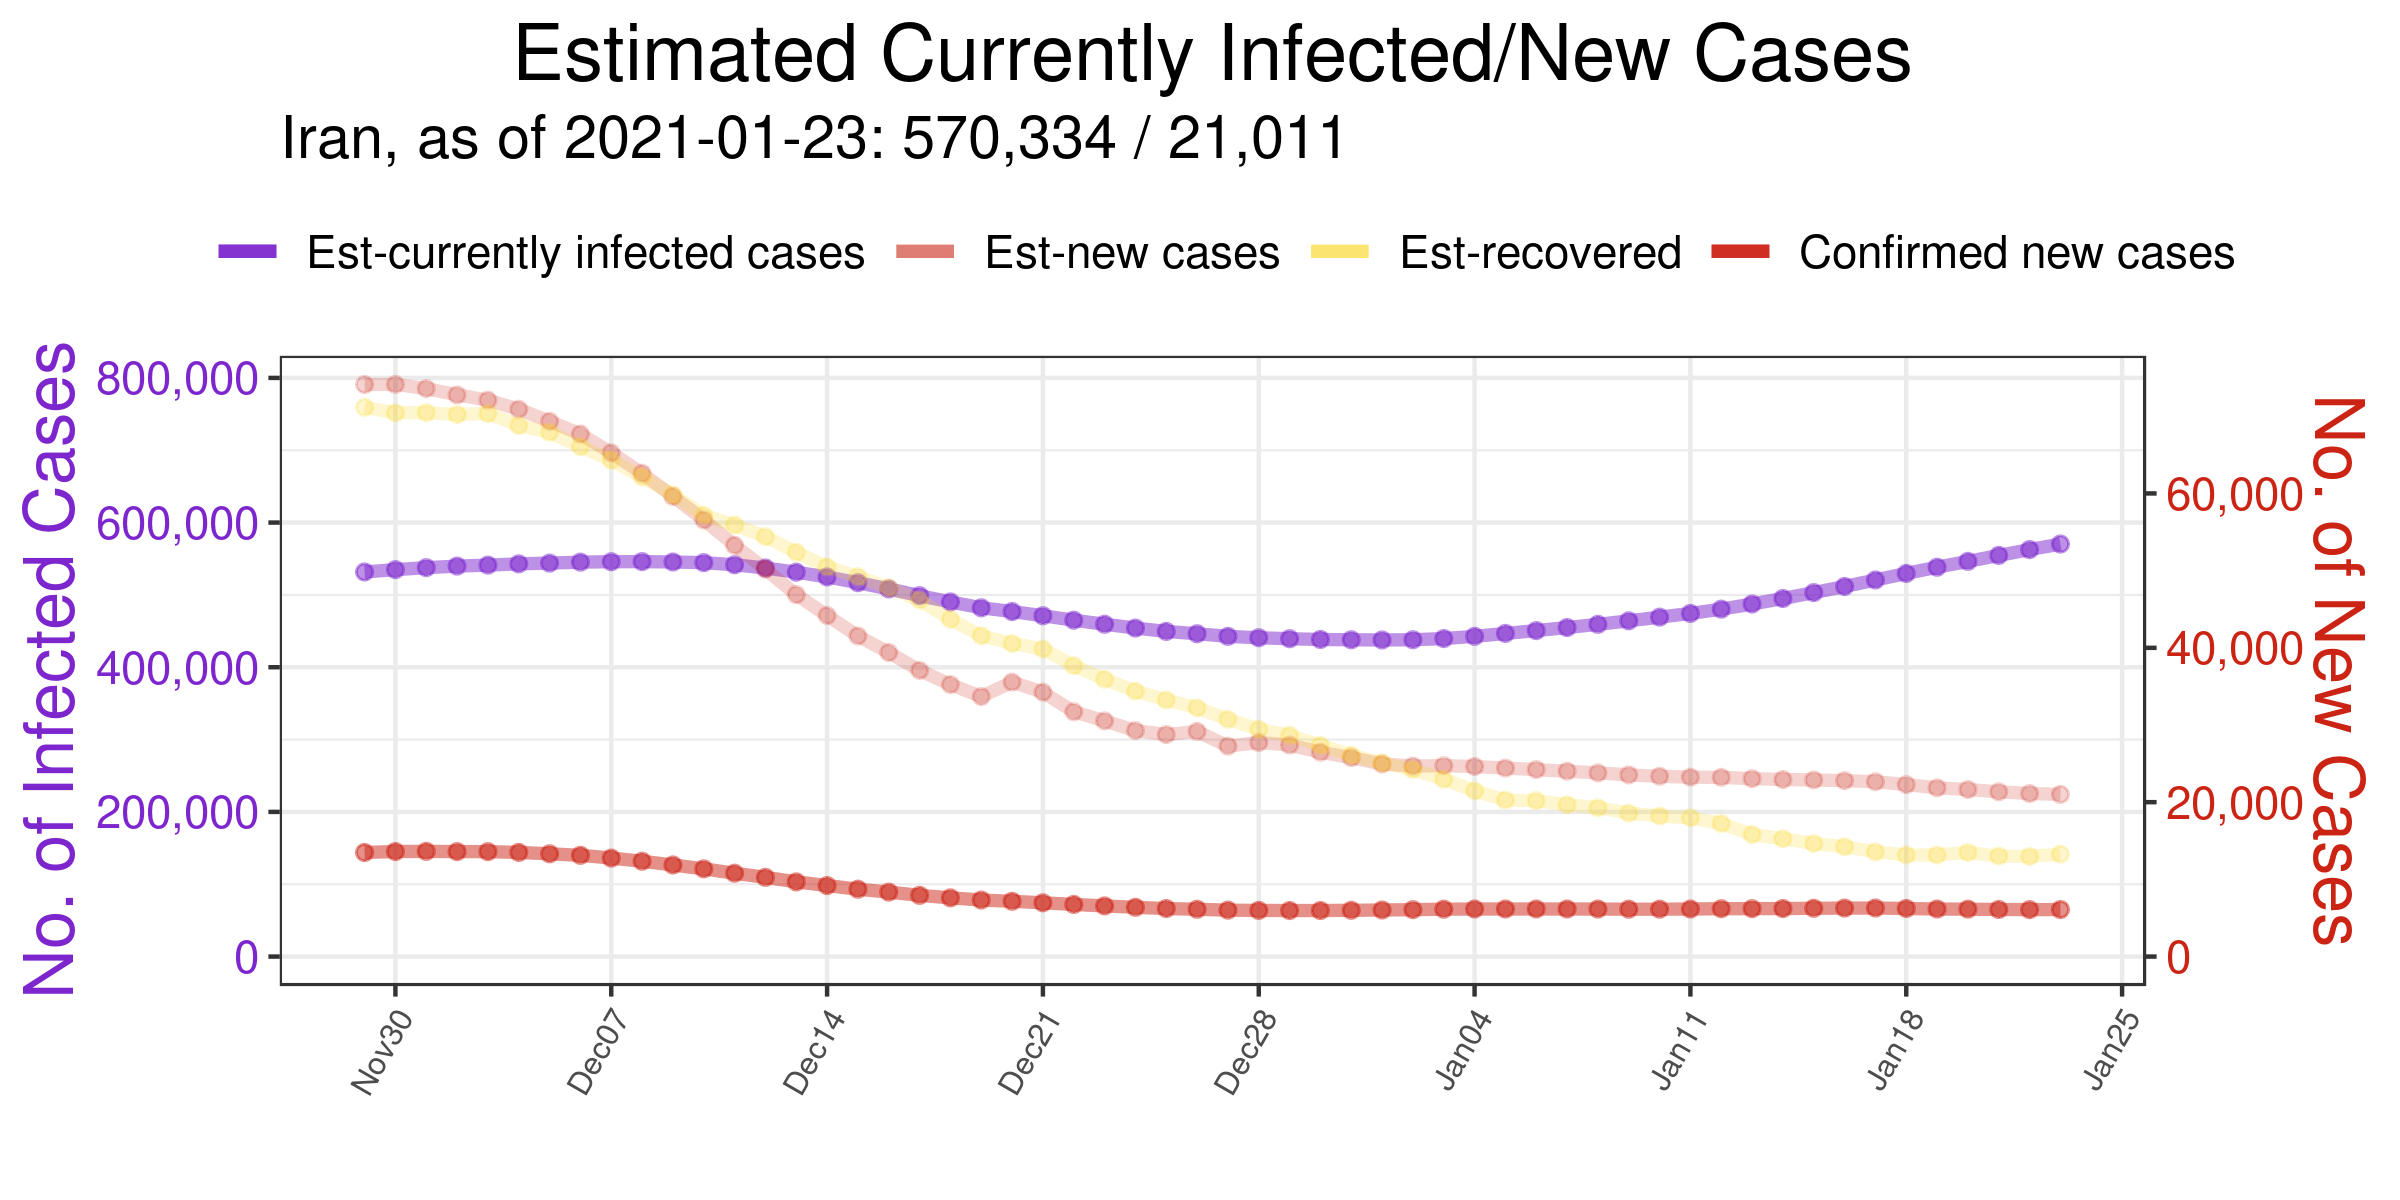 Estimated Currently Infected/New Cases
Iran, as of 2021-01-23: 570,334 / 21,011
Est-currently infected cases Est-new cases Est-recovered Confirmed new cases
No. of Infected Cases
800,000
600,000
400,000
200,000
0
60,000
40,000
20,000
0
No. of New Cases
Nov30 Dec07 Dec14 Dec21 Dec28 Jan04 Jan11 Jan18 Jan25